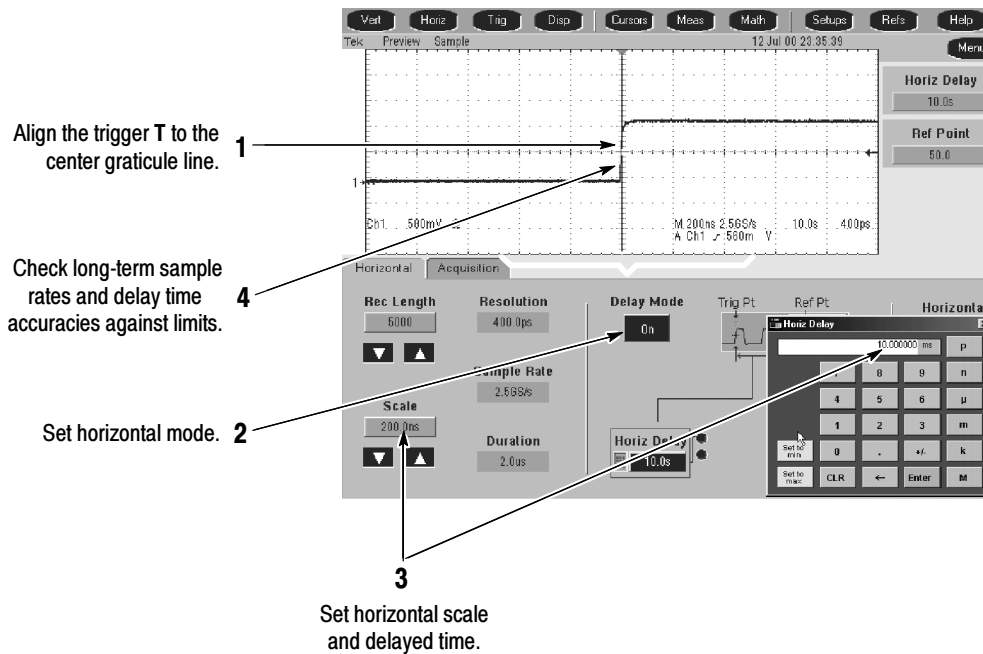 Vert Horiz Trig Disp Cursors Meas Math Setups Refs Help
Tek Preview Sample 12 Jul 00 23:35:39
Menu
Horiz Delay
10.0s
Ref Point
50.0
Align the trigger T to the
center graticule line.
1
1
Ch1 500mV Ω
M 200ns 2.5GS/s 10.0s 400ps
A Ch1 560m V
Check long-term sample
rates and delay time
accuracies against limits.
4
Horizontal Acquisition
Rec Length
5000
Resolution
400.0ps
Delay Mode
On
Trig Pt Ref Pt
Horizonta
Sample Rate
2.5GS/s
Scale
200.0ns
Duration
2.0us
Horiz Delay
10.0s
Horiz Delay
10.000000 ms p
7 8 9 n
4 5 6 µ
1 2 3 m
Set to
min
0 . +/- k
Set to
max
CLR ← Enter M
Set horizontal mode. 2
3
Set horizontal scale
and delayed time.